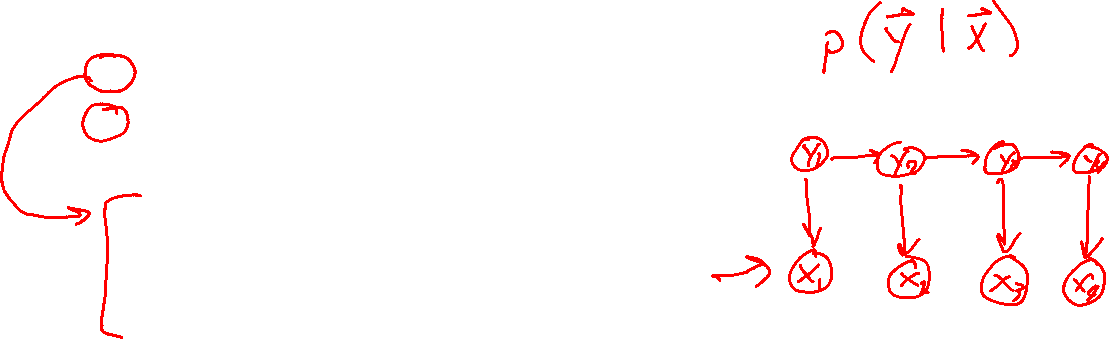 p(y⃗ | x⃗)
y₁ y₂ y₃ y₄
x₁ x₂ x₃ x₄